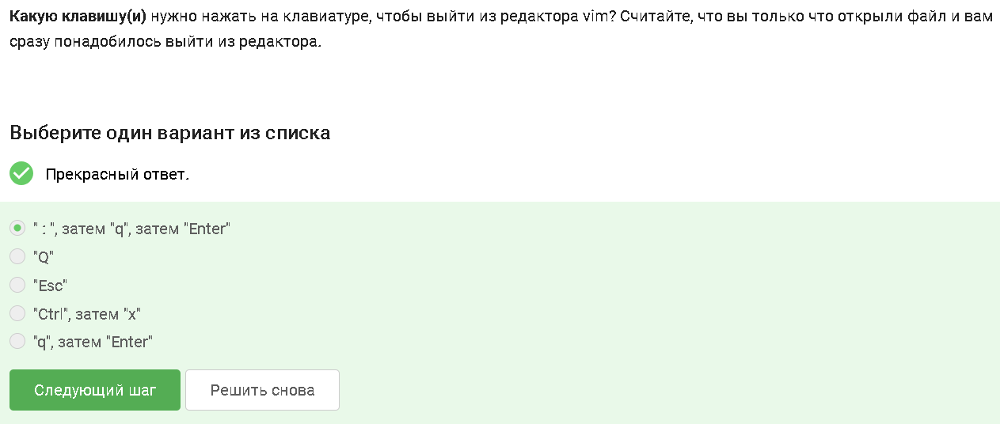 Какую клавишу(и) нужно нажать на клавиатуре, чтобы выйти из редактора vim? Считайте, что вы только что открыли файл и вам
сразу понадобилось выйти из редактора.
Выберите один вариант из списка
Прекрасный ответ.
" : ", затем "q", затем "Enter"
"Q"
"Esc"
"Ctrl", затем "x"
"q", затем "Enter"
Следующий шаг
Решить снова